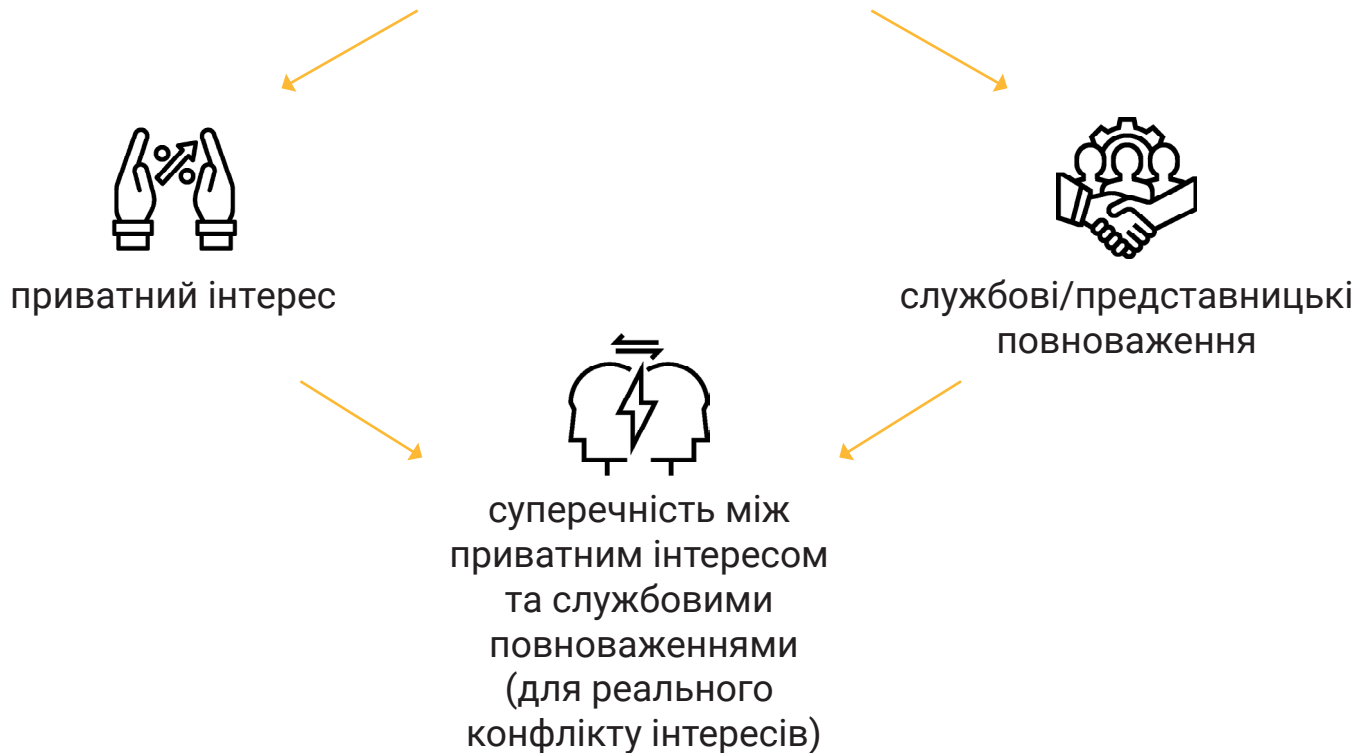 приватний інтерес
службові/представницькі
повноваження
суперечність між
приватним інтересом
та службовими
повноваженнями
(для реального
конфлікту інтересів)